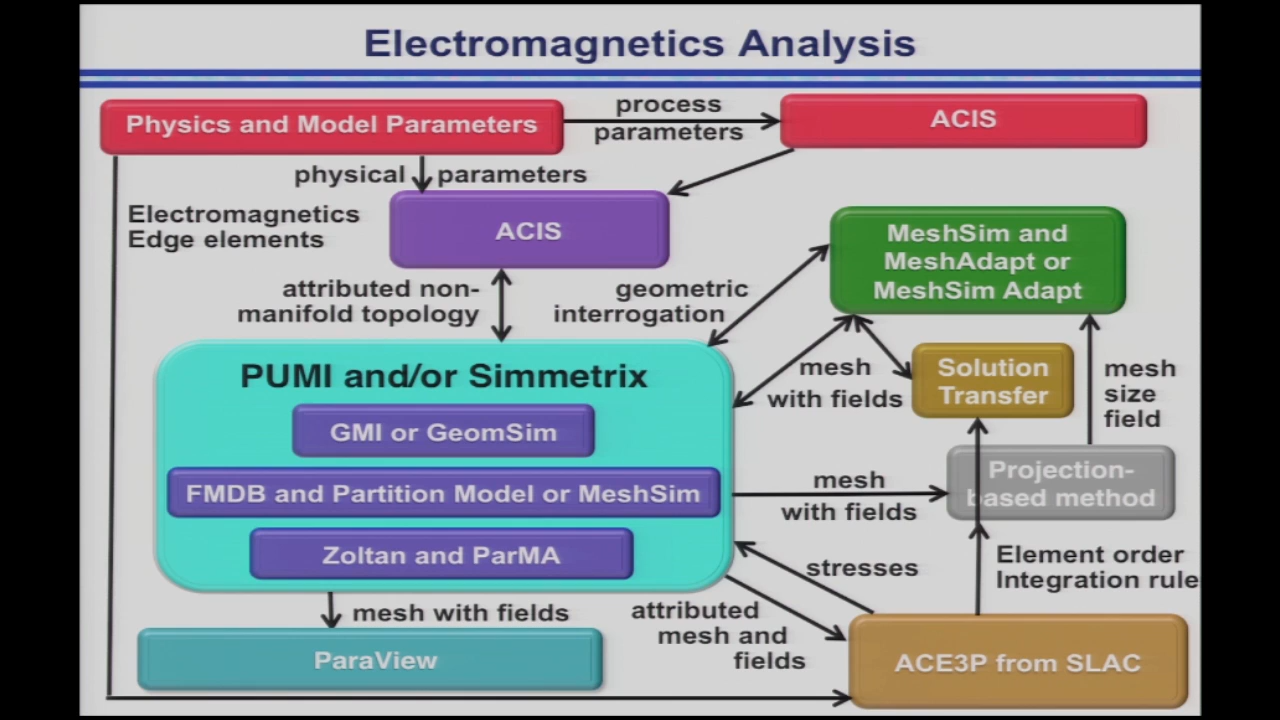 Electromagnetics Analysis
Physics and Model Parameters
process
parameters
ACIS
physical parameters
Electromagnetics
Edge elements
ACIS
MeshSim and
MeshAdapt or
MeshSim Adapt
attributed non-
manifold topology
geometric
interrogation
PUMI and/or Simmetrix
GMI or GeomSim
FMDB and Partition Model or MeshSim
Zoltan and ParMA
mesh
with fields
Solution
Transfer
mesh
size
field
mesh
with fields
Projection-
based method
stresses
Element order
Integration rule
mesh with fields
attributed
mesh and
fields
ParaView
ACE3P from SLAC